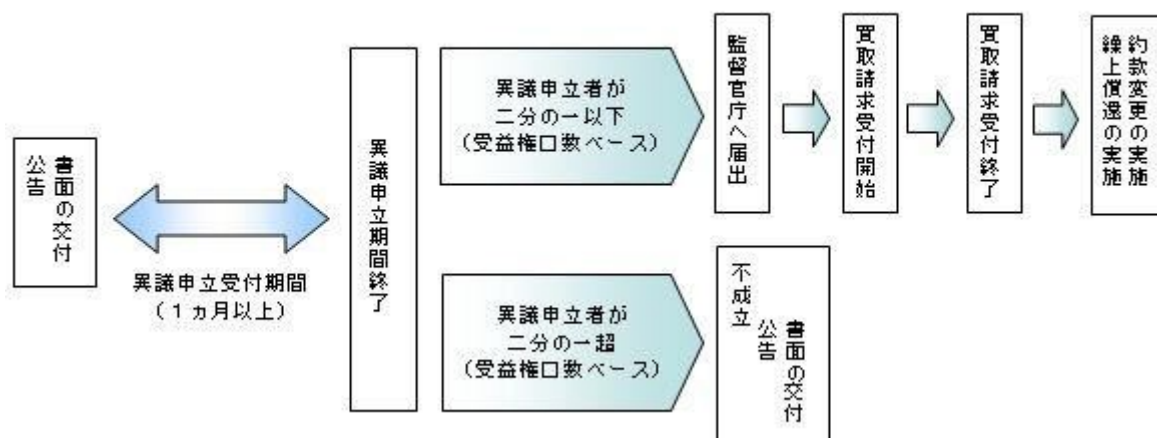 公告
書面の交付
異議申立受付期間
（１ヵ月以上）
異議申立期間終了
異議申立者が
二分の一以下
（受益権口数ベース）
監督官庁へ届出
買取請求受付開始
買取請求受付終了
約款変更の実施
繰上償還の実施
異議申立者が
二分の一超
（受益権口数ベース）
不成立
公告
書面の交付